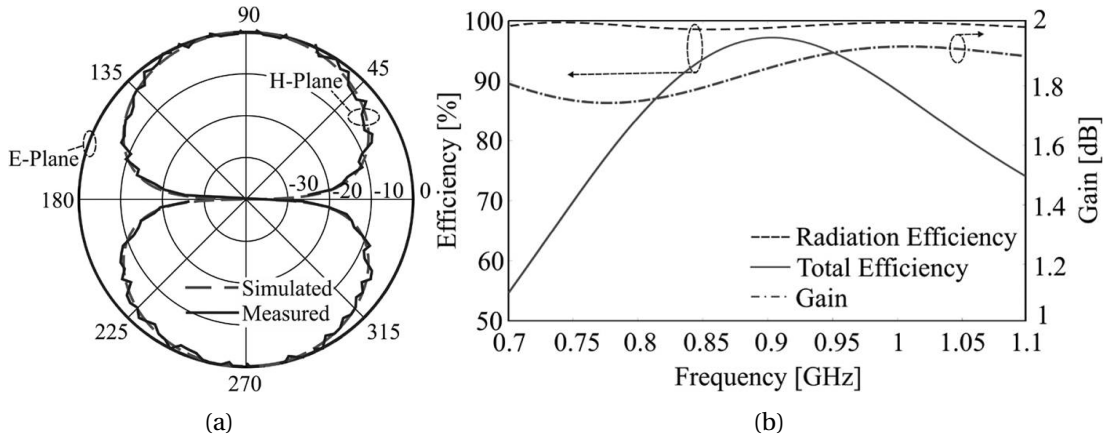 90
135
45
H-Plane
E-Plane
180
-30
-20
-10
0
Simulated
Measured
225
315
270
(a)
100
90
80
70
60
50
Efficiency [%]
2
1.8
1.6
1.4
1.2
1
Gain [dB]
Radiation Efficiency
Total Efficiency
Gain
0.7 0.75 0.8 0.85 0.9 0.95 1 1.05 1.1
Frequency [GHz]
(b)